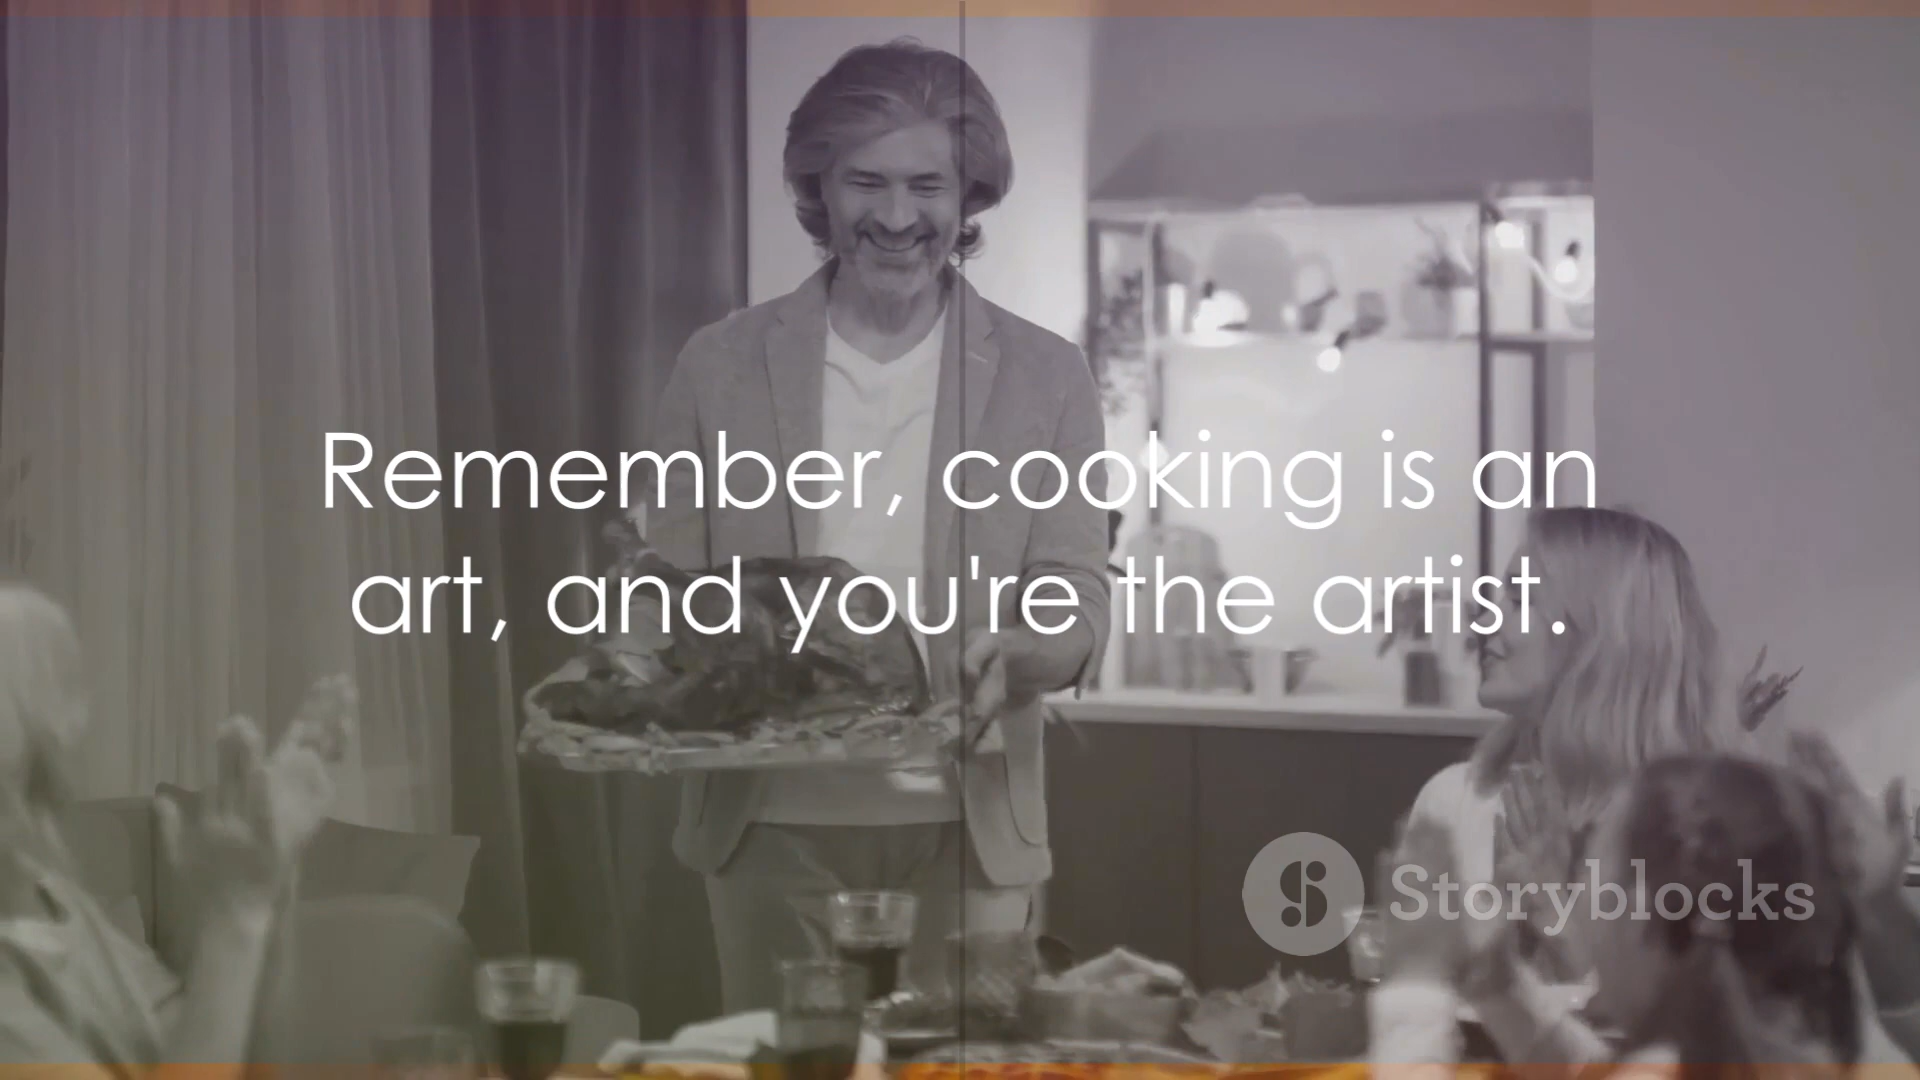 Remember, cooking is an
art, and you're the artist.
Storyblocks